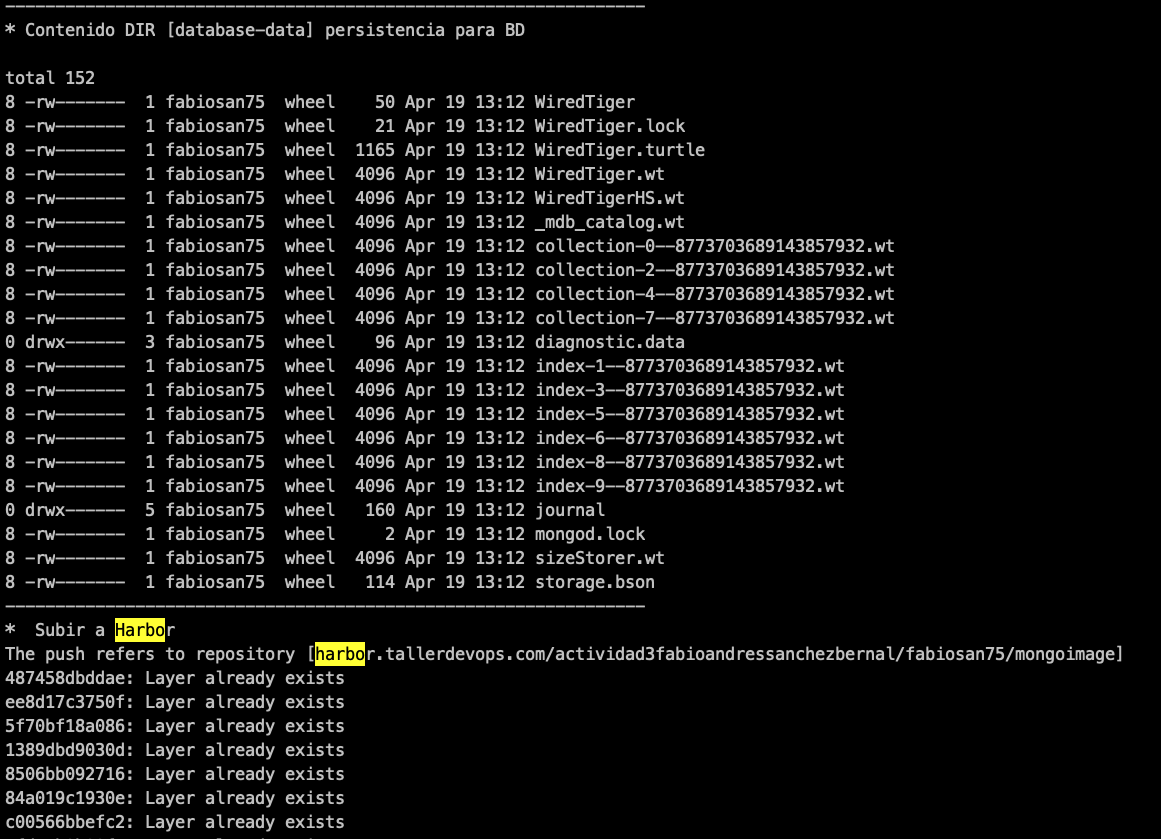 ----------------------------------------------------------------
* Contenido DIR [database-data] persistencia para BD
total 152
8 -rw-------  1 fabiosan75  wheel    50 Apr 19 13:12 WiredTiger
8 -rw-------  1 fabiosan75  wheel    21 Apr 19 13:12 WiredTiger.lock
8 -rw-------  1 fabiosan75  wheel  1165 Apr 19 13:12 WiredTiger.turtle
8 -rw-------  1 fabiosan75  wheel  4096 Apr 19 13:12 WiredTiger.wt
8 -rw-------  1 fabiosan75  wheel  4096 Apr 19 13:12 WiredTigerHS.wt
8 -rw-------  1 fabiosan75  wheel  4096 Apr 19 13:12 _mdb_catalog.wt
8 -rw-------  1 fabiosan75  wheel  4096 Apr 19 13:12 collection-0--8773703689143857932.wt
8 -rw-------  1 fabiosan75  wheel  4096 Apr 19 13:12 collection-2--8773703689143857932.wt
8 -rw-------  1 fabiosan75  wheel  4096 Apr 19 13:12 collection-4--8773703689143857932.wt
8 -rw-------  1 fabiosan75  wheel  4096 Apr 19 13:12 collection-7--8773703689143857932.wt
0 drwx------  3 fabiosan75  wheel    96 Apr 19 13:12 diagnostic.data
8 -rw-------  1 fabiosan75  wheel  4096 Apr 19 13:12 index-1--8773703689143857932.wt
8 -rw-------  1 fabiosan75  wheel  4096 Apr 19 13:12 index-3--8773703689143857932.wt
8 -rw-------  1 fabiosan75  wheel  4096 Apr 19 13:12 index-5--8773703689143857932.wt
8 -rw-------  1 fabiosan75  wheel  4096 Apr 19 13:12 index-6--8773703689143857932.wt
8 -rw-------  1 fabiosan75  wheel  4096 Apr 19 13:12 index-8--8773703689143857932.wt
8 -rw-------  1 fabiosan75  wheel  4096 Apr 19 13:12 index-9--8773703689143857932.wt
0 drwx------  5 fabiosan75  wheel   160 Apr 19 13:12 journal
8 -rw-------  1 fabiosan75  wheel     2 Apr 19 13:12 mongod.lock
8 -rw-------  1 fabiosan75  wheel  4096 Apr 19 13:12 sizeStorer.wt
8 -rw-------  1 fabiosan75  wheel   114 Apr 19 13:12 storage.bson
----------------------------------------------------------------
*  Subir a Harbor
The push refers to repository [harbor.tallerdevops.com/actividad3fabioandressanchezbernal/fabiosan75/mongoimage]
487458dbddae: Layer already exists
ee8d17c3750f: Layer already exists
5f70bf18a086: Layer already exists
1389dbd9030d: Layer already exists
8506bb092716: Layer already exists
84a019c1930e: Layer already exists
c00566bbefc2: Layer already exists